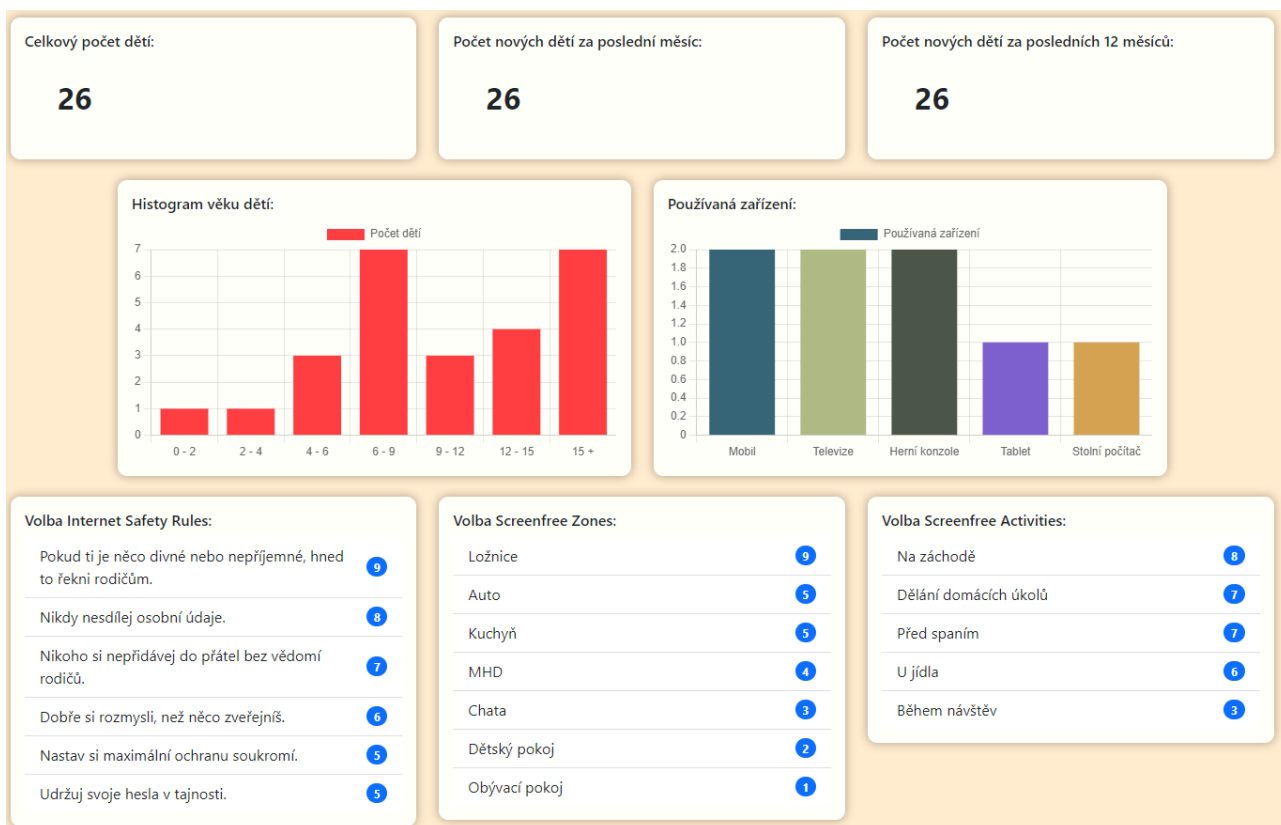 Celkový počet dětí:
26
Počet nových dětí za poslední měsíc:
26
Počet nových dětí za posledních 12 měsíců:
26
Histogram věku dětí:
Počet dětí
7
6
5
4
3
2
1
0
0 - 2
2 - 4
4 - 6
6 - 9
9 - 12
12 - 15
15 +
Používaná zařízení:
Používaná zařízení
2.0
1.8
1.6
1.4
1.2
1.0
0.8
0.6
0.4
0.2
0
Mobil
Televize
Herní konzole
Tablet
Stolní počítač
Volba Internet Safety Rules:
Pokud ti je něco divné nebo nepříjemné, hned
to řekni rodičům.
9
Nikdy nesdílej osobní údaje.
8
Nikoho si nepřidávej do přátel bez vědomí
rodičů.
7
Dobře si rozmysli, než něco zveřejníš.
6
Nastav si maximální ochranu soukromí.
5
Udržuj svoje hesla v tajnosti.
5
Volba Screenfree Zones:
Ložnice
9
Auto
5
Kuchyň
5
MHD
4
Chata
3
Dětský pokoj
2
Obývací pokoj
1
Volba Screenfree Activities:
Na záchodě
8
Dělání domácích úkolů
7
Před spaním
7
U jídla
6
Během návštěv
3